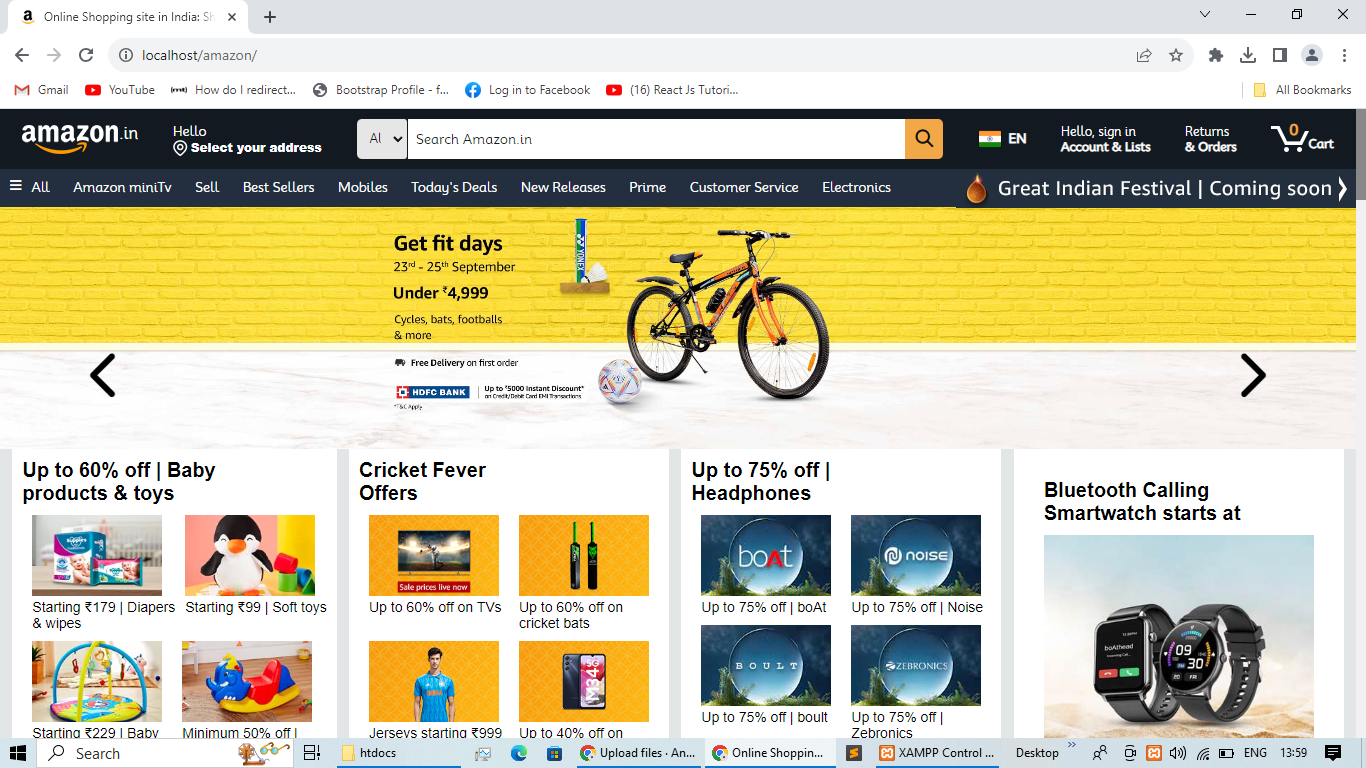 Online Shopping site in India: Sh
localhost/amazon/
Gmail
YouTube
How do I redirect...
Bootstrap Profile - f...
Log in to Facebook
(16) React Js Tutori...
All Bookmarks
amazon.in
Hello
Select your address
Al
Search Amazon.in
EN
Hello, sign in
Account & Lists
Returns
& Orders
0
Cart
All
Amazon miniTv
Sell
Best Sellers
Mobiles
Today's Deals
New Releases
Prime
Customer Service
Electronics
Great Indian Festival | Coming soon
Get fit days
23rd - 25th September
Under ₹4,999
Cycles, bats, footballs
& more
Free Delivery on first order
HDFC BANK
Up to ₹5000 Instant Discount*
on Credit/Debit Card EMI Transactions
*T&C Apply
YONEX
Up to 60% off | Baby
products & toys
Starting ₹179 | Diapers
& wipes
Starting ₹99 | Soft toys
Starting ₹229 | Baby
Minimum 50% off |
Cricket Fever
Offers
Sale prices live now
Up to 60% off on TVs
Up to 60% off on
cricket bats
5G
M34
Jerseys starting ₹999
Up to 40% off on
Up to 75% off |
Headphones
boAt
noise
Up to 75% off | boAt
Up to 75% off | Noise
BOULT
ZEBRONICS
Up to 75% off | boult
Up to 75% off |
Zebronics
Bluetooth Calling
Smartwatch starts at
boAthead
Incoming Call...
09
30
Search
htdocs
Upload files · An...
Online Shoppin...
XAMPP Control ...
Desktop
ENG
13:59